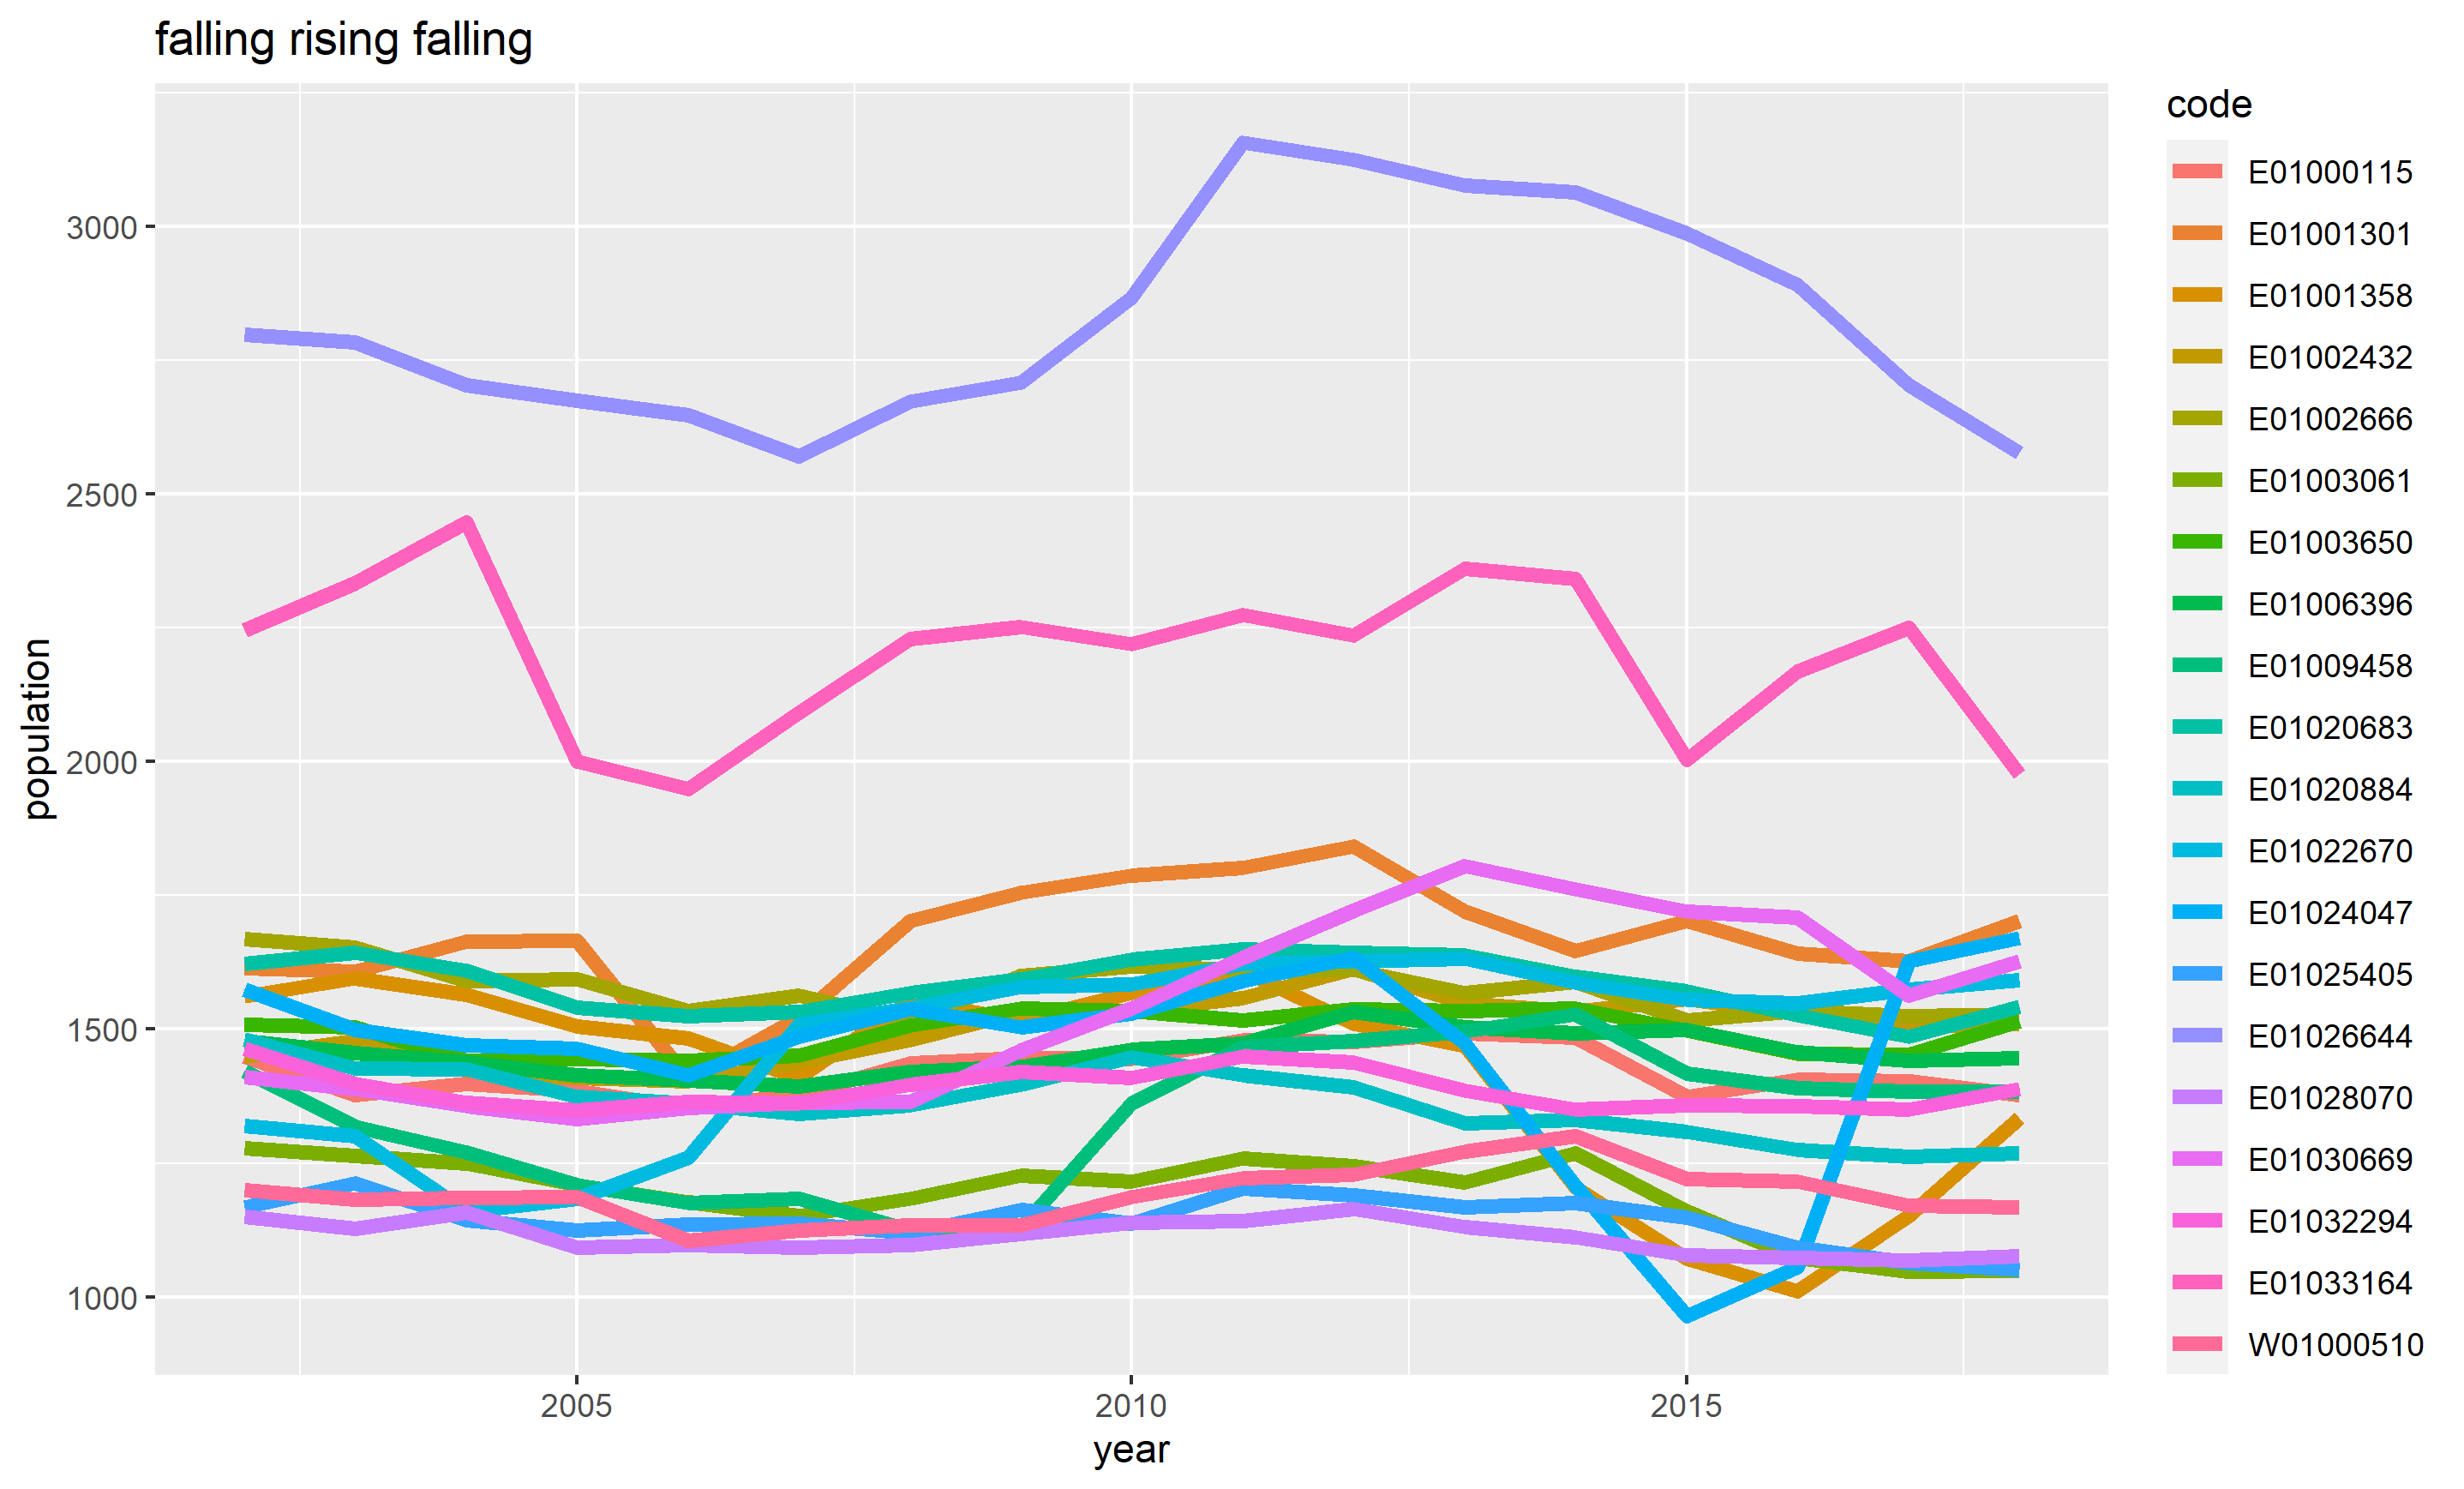 falling rising falling
population
3000
2500
2000
1500
1000
2005 2010 2015
year
code
E01000115
E01001301
E01001358
E01002432
E01002666
E01003061
E01003650
E01006396
E01009458
E01020683
E01020884
E01022670
E01024047
E01025405
E01026644
E01028070
E01030669
E01032294
E01033164
W01000510